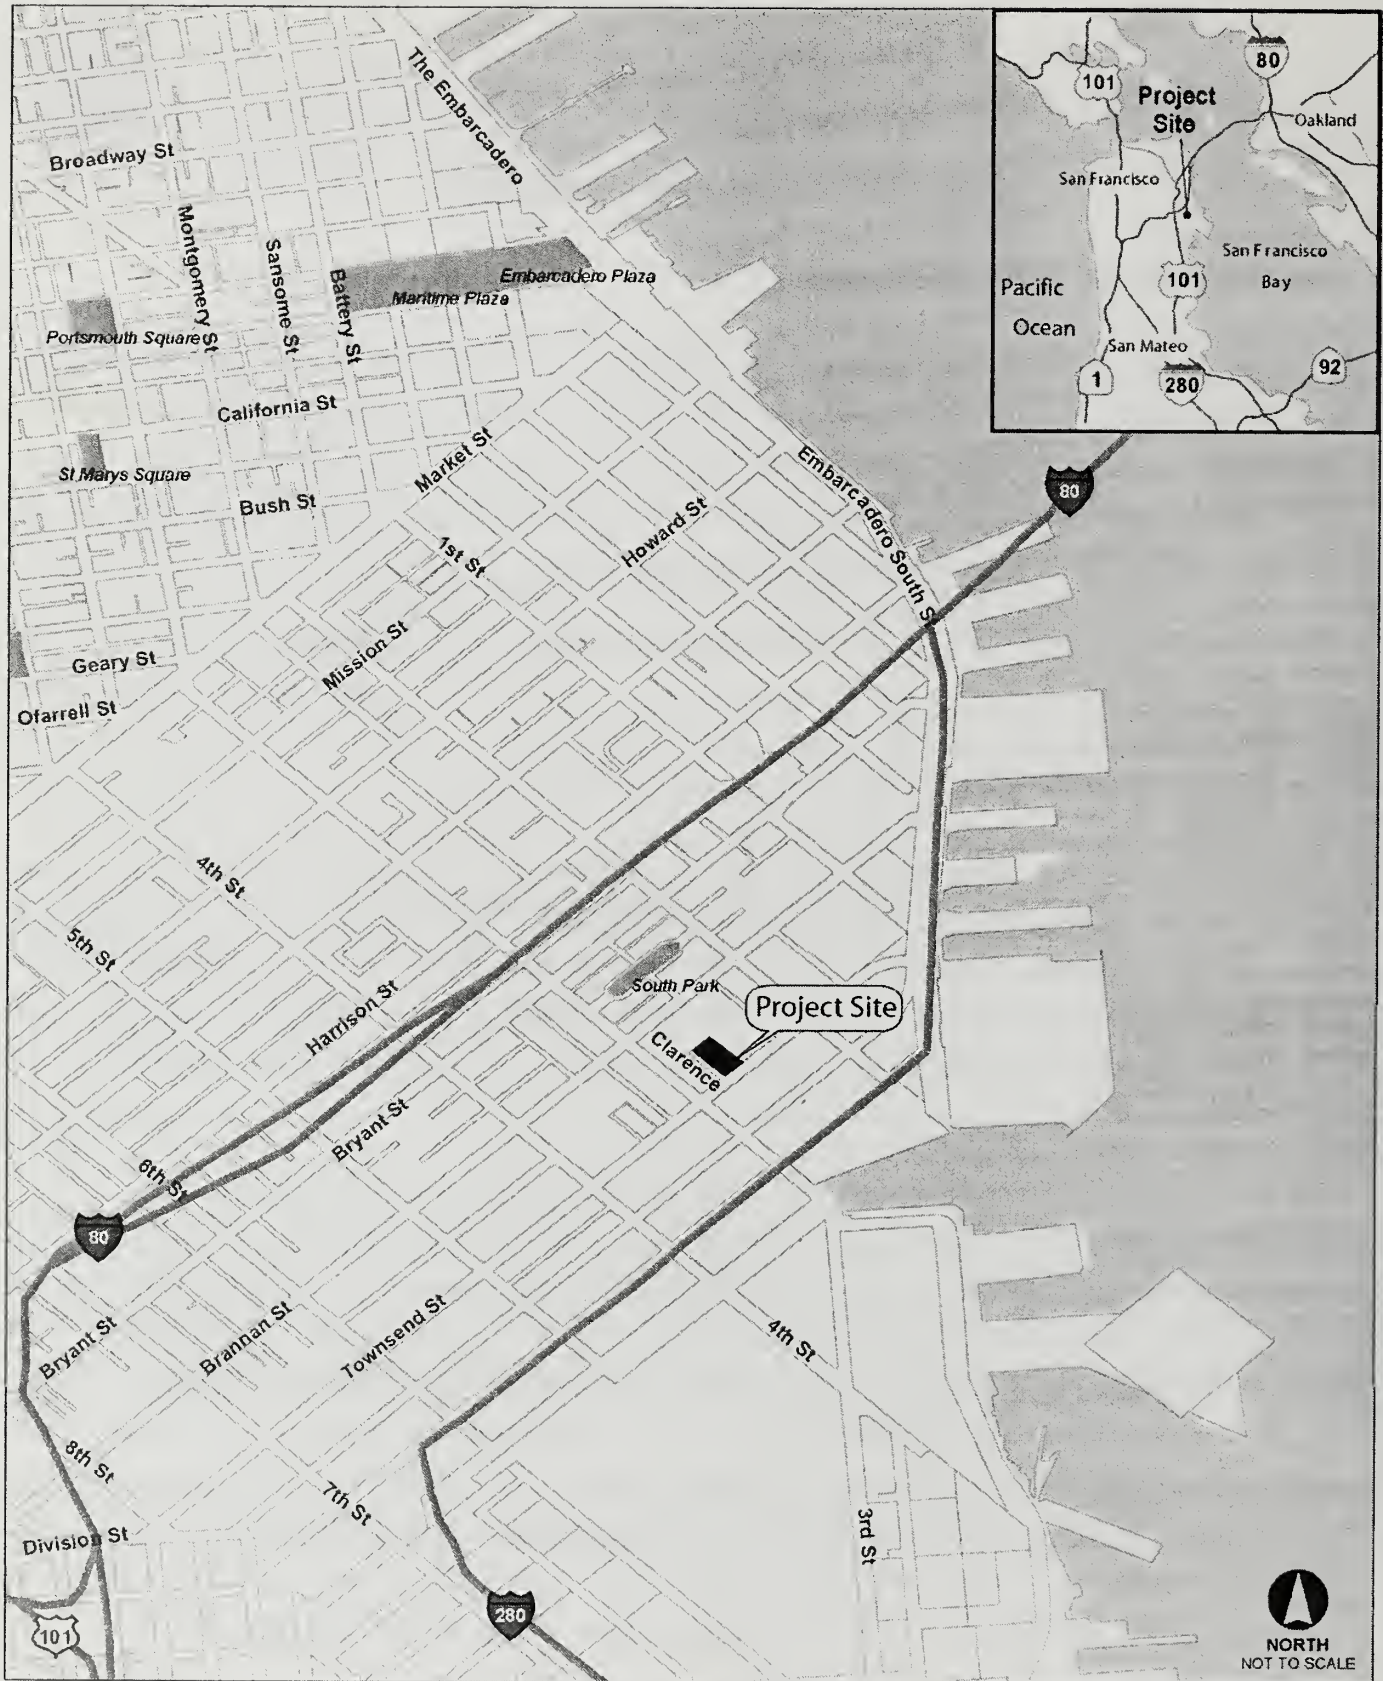 The Embarcadero
80
101
Project
Site
Oakland
San Francisco
San Francisco
Bay
101
Pacific
Ocean
San Mateo
1
280
92
Broadway St
Montgomery St
Sansome St
Battery St
Embarcadero Plaza
Maritime Plaza
Portsmouth Square
California St
St Marys Square
Bush St
Market St
Embarcadero South St
80
1st St
Howard St
Mission St
Geary St
Ofarrell St
4th St
5th St
South Park
Project Site
Harrison St
Clarence
Bryant St
6th St
80
Bryant St
Brannan St
Townsend St
4th St
8th St
7th St
3rd St
Division St
101
280
NORTH
NOT TO SCALE